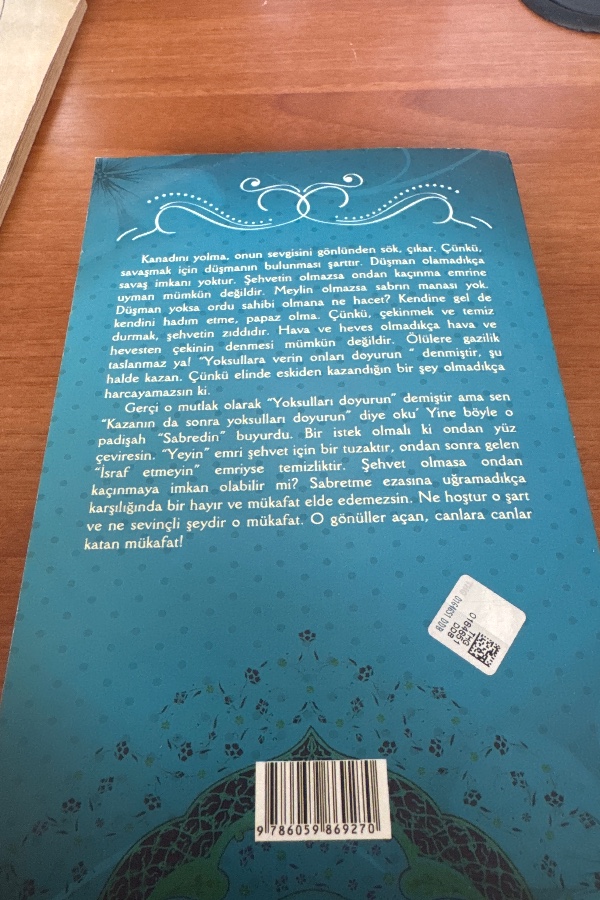 Kanadını yolma, onun sevgisini gönlünden sök, çıkar. Çünkü,
savaşmak için düşmanın bulunması şarttır. Düşman olamadıkça
savaş imkanı yoktur. Şehvetin olmazsa ondan kaçınma emrine
uyman mümkün değildir. Meylin olmazsa sabrın manası yok.
Düşman yoksa ordu sahibi olmana ne hacet? Kendine gel de
kendini hadım etme, papaz olma. Çünkü, çekinmek ve temiz
durmak, şehvetin zıddıdır. Hava ve heves olmadıkça hava ve
hevesten çekinin denmesi mümkün değildir. Ölülere gazilik
taslanmaz ya! “Yoksullara verin onları doyurun ” denmiştir, şu
halde kazan. Çünkü elinde eskiden kazandığın bir şey olmadıkça
harcayamazsın ki.
Gerçi o mutlak olarak “Yoksulları doyurun” demiştir ama sen
“Kazanın da sonra yoksulları doyurun” diye oku’ Yine böyle o
padişah “Sabredin” buyurdu. Bir istek olmalı ki ondan yüz
çeviresin. “Yeyin” emri şehvet için bir tuzaktır, ondan sonra gelen
“İsraf etmeyin” emriyse temizliktir. Şehvet olmasa ondan
kaçınmaya imkan olabilir mi? Sabretme ezasına uğramadıkça
karşılığında bir hayır ve mükafat elde edemezsin. Ne hoştur o şart
ve ne sevinçli şeydir o mükafat. O gönüller açan, canlara canlar
katan mükafat!
0164651 DDB
THG
0164651
DDB
9 786059 869270